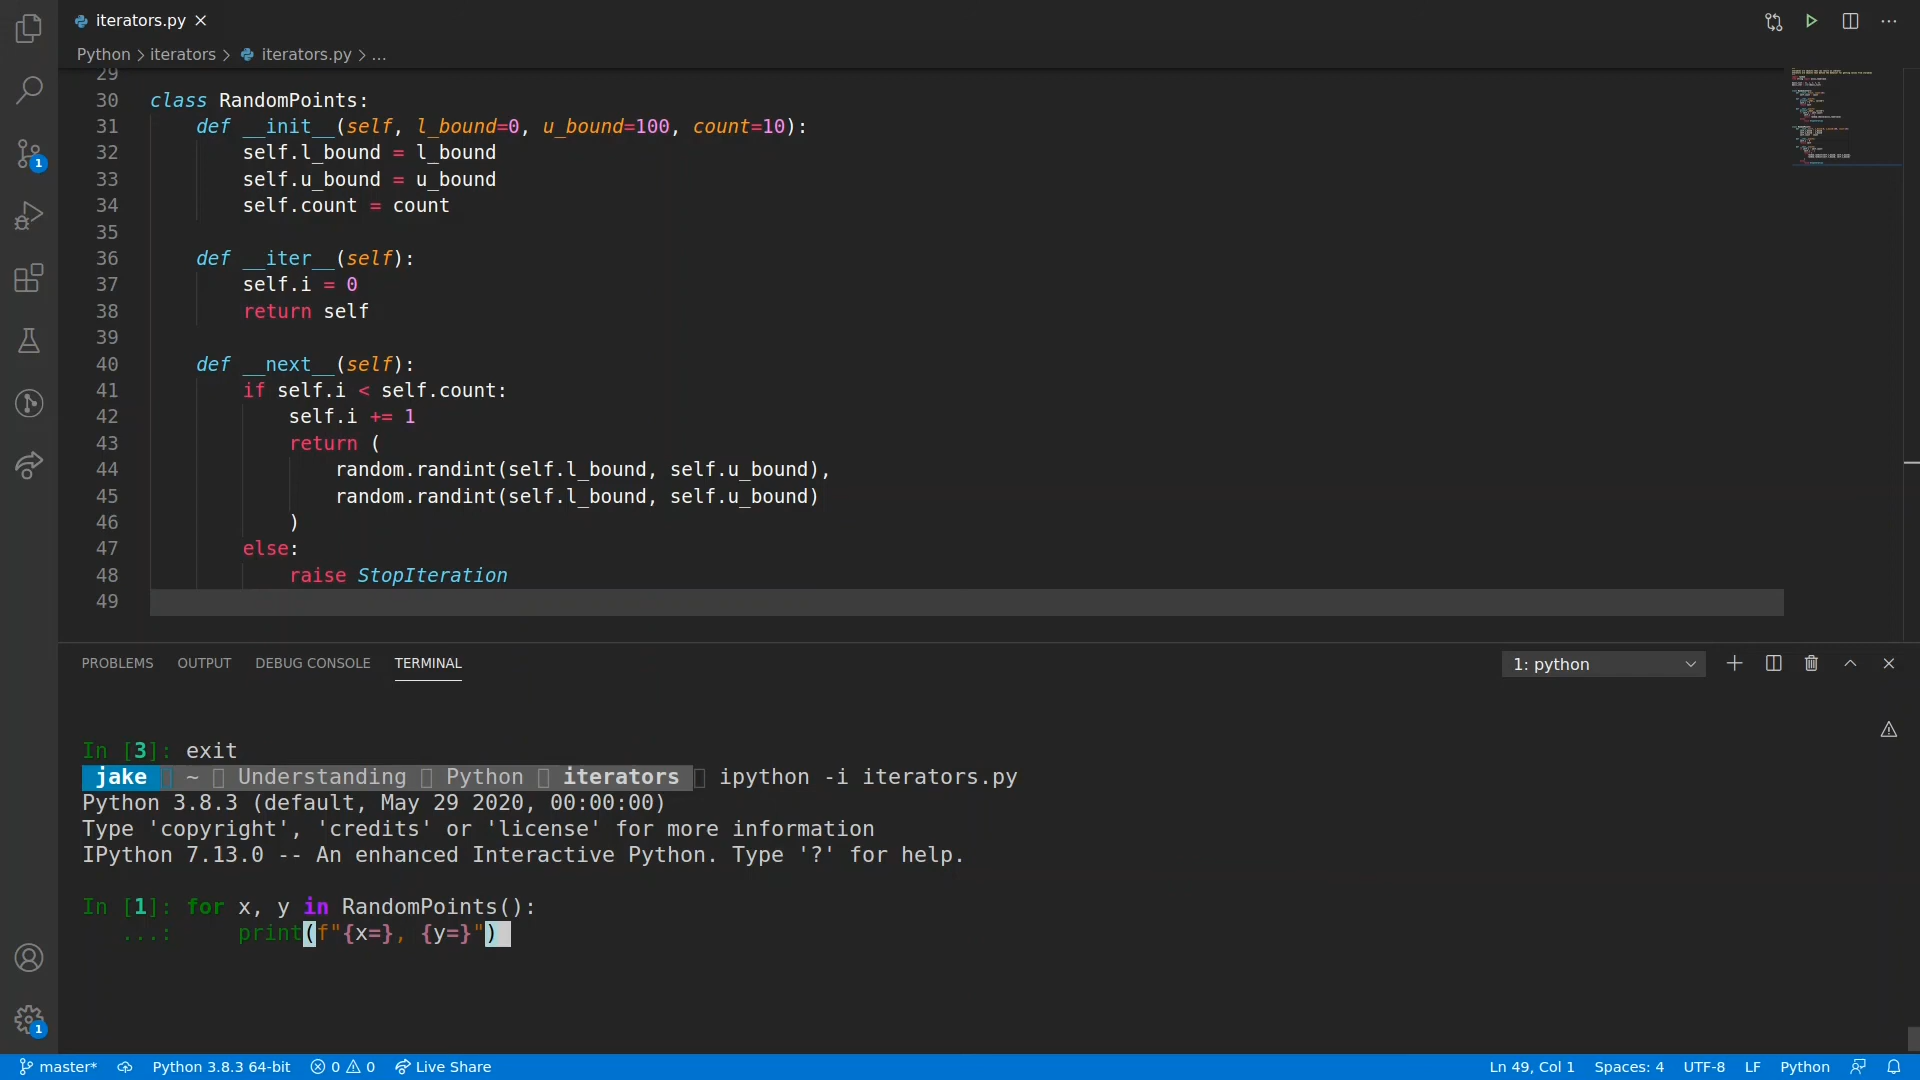 iterators.py
Python > iterators > iterators.py > ...
29
30 class RandomPoints:
31     def __init__(self, l_bound=0, u_bound=100, count=10):
32         self.l_bound = l_bound
33         self.u_bound = u_bound
34         self.count = count
35
36     def __iter__(self):
37         self.i = 0
38         return self
39
40     def __next__(self):
41         if self.i < self.count:
42             self.i += 1
43             return (
44                 random.randint(self.l_bound, self.u_bound),
45                 random.randint(self.l_bound, self.u_bound)
46             )
47         else:
48             raise StopIteration
49
1
PROBLEMS OUTPUT DEBUG CONSOLE TERMINAL 1: python
In [3]: exit
jake ~ Understanding Python iterators ipython -i iterators.py
Python 3.8.3 (default, May 29 2020, 00:00:00)
Type 'copyright', 'credits' or 'license' for more information
IPython 7.13.0 -- An enhanced Interactive Python. Type '?' for help.
In [1]: for x, y in RandomPoints():
   ...:     print(f"{x=}, {y=}")
1
master* Python 3.8.3 64-bit 0 0 Live Share Ln 49, Col 1 Spaces: 4 UTF-8 LF Python